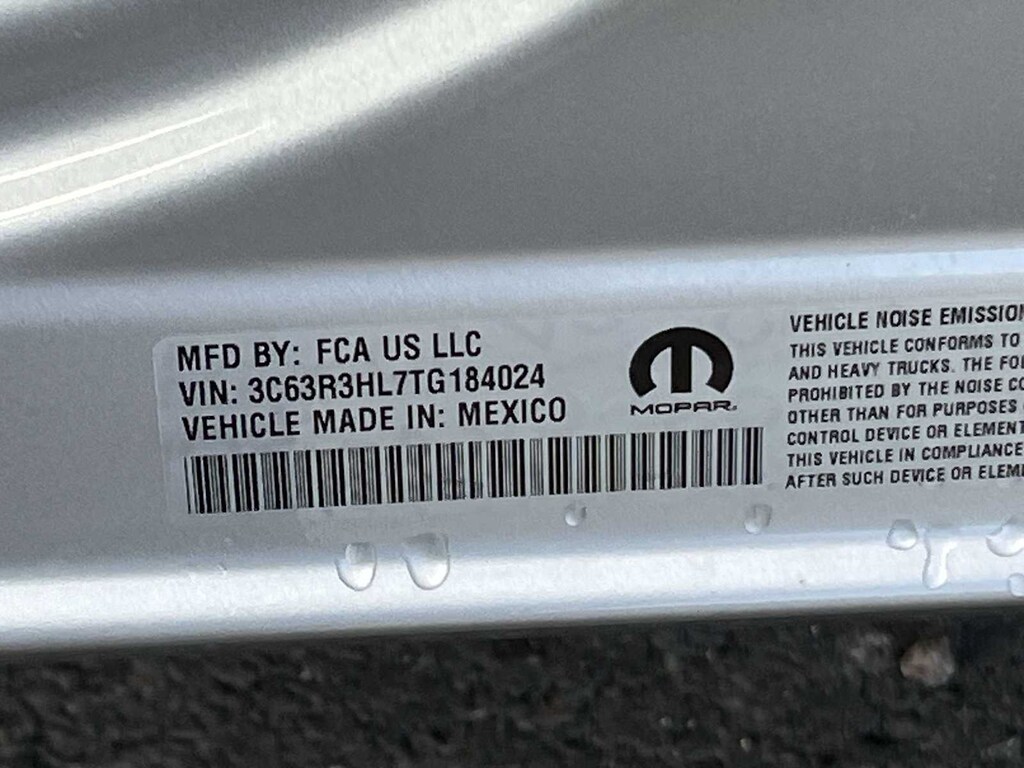 MFD BY: FCA US LLC
VIN: 3C63R3HL7TG184024
VEHICLE MADE IN: MEXICO
MOPAR
VEHICLE NOISE EMISSION
THIS VEHICLE CONFORMS TO
AND HEAVY TRUCKS. THE
PROHIBITED BY THE NOISE
OTHER THAN FOR PURPOSES
CONTROL DEVICE OR ELEMENT
THIS VEHICLE IN COMPLIANCE
AFTER SUCH DEVICE OR